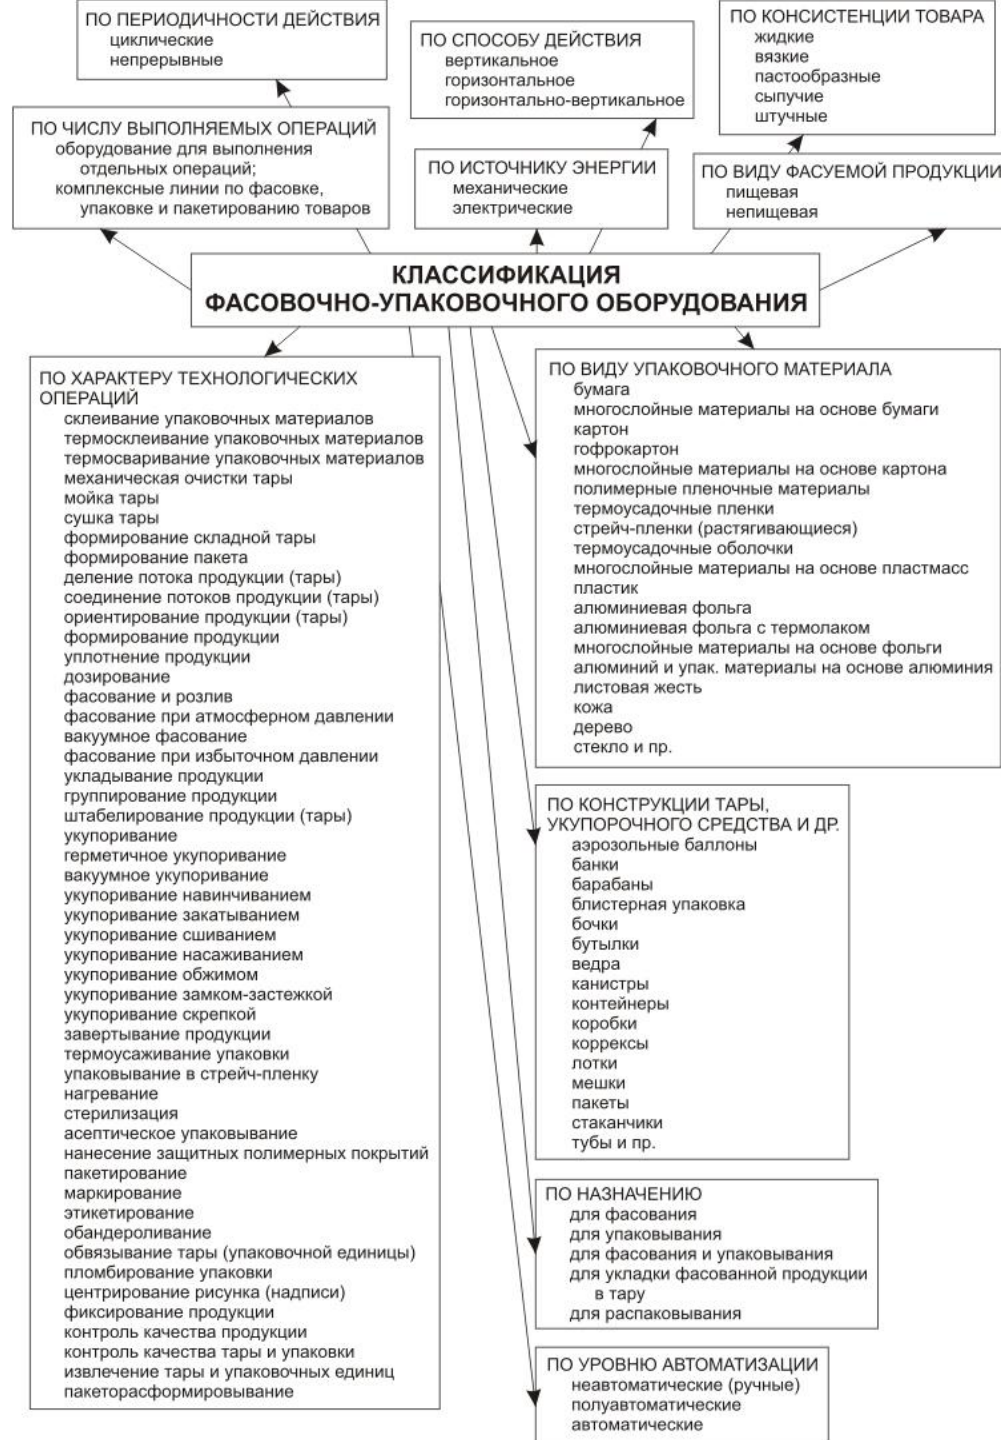 ПО ПЕРИОДИЧНОСТИ ДЕЙСТВИЯ
циклические
непрерывные
ПО СПОСОБУ ДЕЙСТВИЯ
вертикальное
горизонтальное
горизонтально-вертикальное
ПО КОНСИСТЕНЦИИ ТОВАРА
жидкие
вязкие
пастообразные
сыпучие
штучные
ПО ЧИСЛУ ВЫПОЛНЯЕМЫХ ОПЕРАЦИЙ
оборудование для выполнения
отдельных операций;
комплексные линии по фасовке,
упаковке и пакетированию товаров
ПО ИСТОЧНИКУ ЭНЕРГИИ
механические
электрические
ПО ВИДУ ФАСУЕМОЙ ПРОДУКЦИИ
пищевая
непищевая
КЛАССИФИКАЦИЯ
ФАСОВОЧНО-УПАКОВОЧНОГО ОБОРУДОВАНИЯ
ПО ХАРАКТЕРУ ТЕХНОЛОГИЧЕСКИХ
ОПЕРАЦИЙ
склеивание упаковочных материалов
термосклеивание упаковочных материалов
термосваривание упаковочных материалов
механическая очистки тары
мойка тары
сушка тары
формирование складной тары
формирование пакета
деление потока продукции (тары)
соединение потоков продукции (тары)
ориентирование продукции (тары)
формирование продукции
уплотнение продукции
дозирование
фасование и розлив
фасование при атмосферном давлении
вакуумное фасование
фасование при избыточном давлении
укладывание продукции
группирование продукции
штабелирование продукции (тары)
укупоривание
герметичное укупоривание
вакуумное укупоривание
укупоривание навинчиванием
укупоривание закатыванием
укупоривание сшиванием
укупоривание насаживанием
укупоривание обжимом
укупоривание замком-застежкой
укупоривание скрепкой
завертывание продукции
термоусаживание упаковки
упаковывание в стрейч-пленку
нагревание
стерилизация
асептическое упаковывание
нанесение защитных полимерных покрытий
пакетирование
маркирование
этикетирование
обандероливание
обвязывание тары (упаковочной единицы)
пломбирование упаковки
центрирование рисунка (надписи)
фиксирование продукции
контроль качества продукции
контроль качества тары и упаковки
извлечение тары и упаковочных единиц
пакеторасформировывание
ПО ВИДУ УПАКОВОЧНОГО МАТЕРИАЛА
бумага
многослойные материалы на основе бумаги
картон
гофрокартон
многослойные материалы на основе картона
полимерные пленочные материалы
термоусадочные пленки
стрейч-пленки (растягивающиеся)
термоусадочные оболочки
многослойные материалы на основе пластмасс
пластик
алюминиевая фольга
алюминиевая фольга с термолаком
многослойные материалы на основе фольги
алюминий и упак. материалы на основе алюминия
листовая жесть
кожа
дерево
стекло и пр.
ПО КОНСТРУКЦИИ ТАРЫ,
УКУПОРОЧНОГО СРЕДСТВА И ДР.
аэрозольные баллоны
банки
барабаны
блистерная упаковка
бочки
бутылки
ведра
канистры
контейнеры
коробки
коррексы
лотки
мешки
пакеты
стаканчики
тубы и пр.
ПО НАЗНАЧЕНИЮ
для фасования
для упаковывания
для фасования и упаковывания
для укладки фасованной продукции
в тару
для распаковывания
ПО УРОВНЮ АВТОМАТИЗАЦИИ
неавтоматические (ручные)
полуавтоматические
автоматические